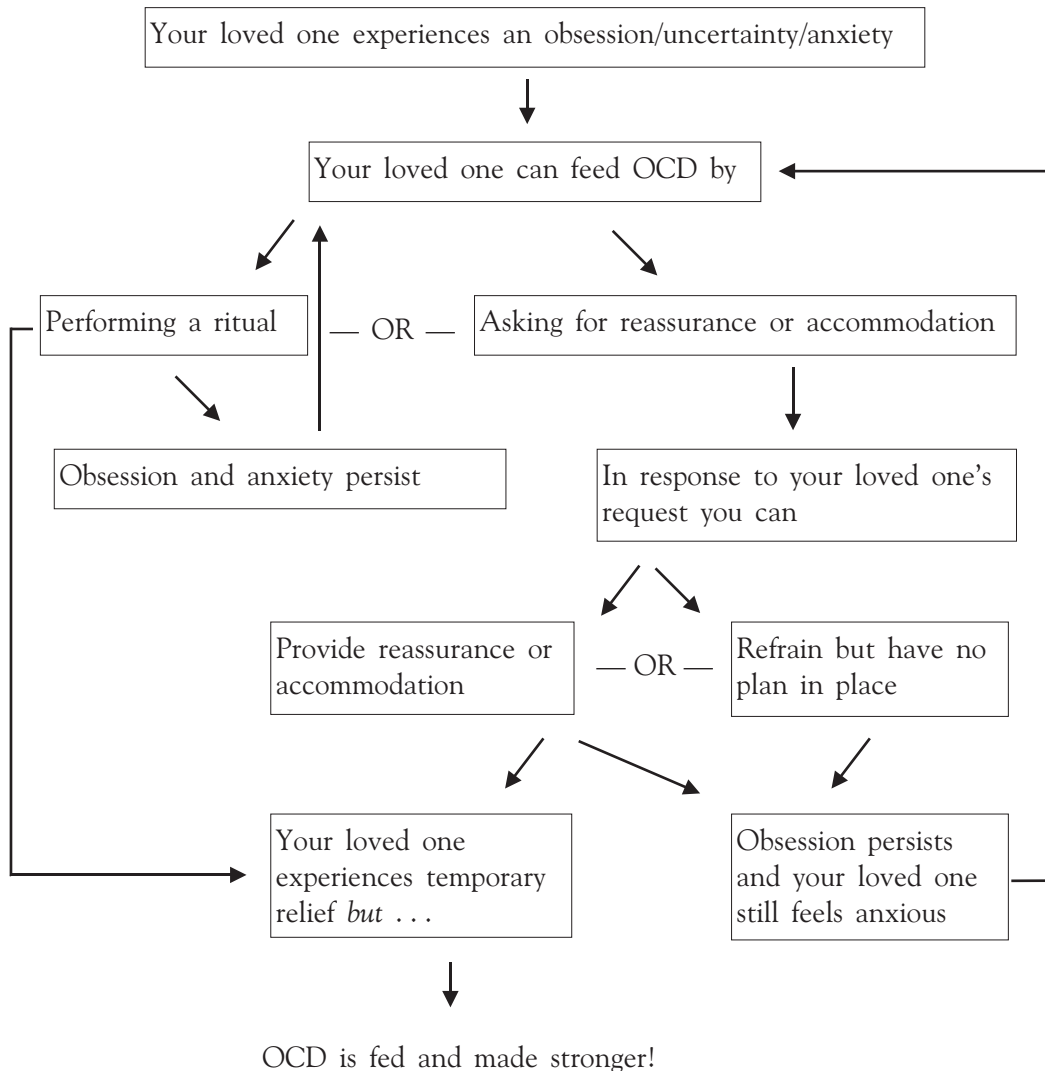 Your loved one experiences an obsession/uncertainty/anxiety
Your loved one can feed OCD by
Performing a ritual
— OR —
Asking for reassurance or accommodation
Obsession and anxiety persist
In response to your loved one’s
request you can
Provide reassurance or
accommodation
— OR —
Refrain but have no
plan in place
Your loved one
experiences temporary
relief but . . .
Obsession persists
and your loved one
still feels anxious
OCD is fed and made stronger!